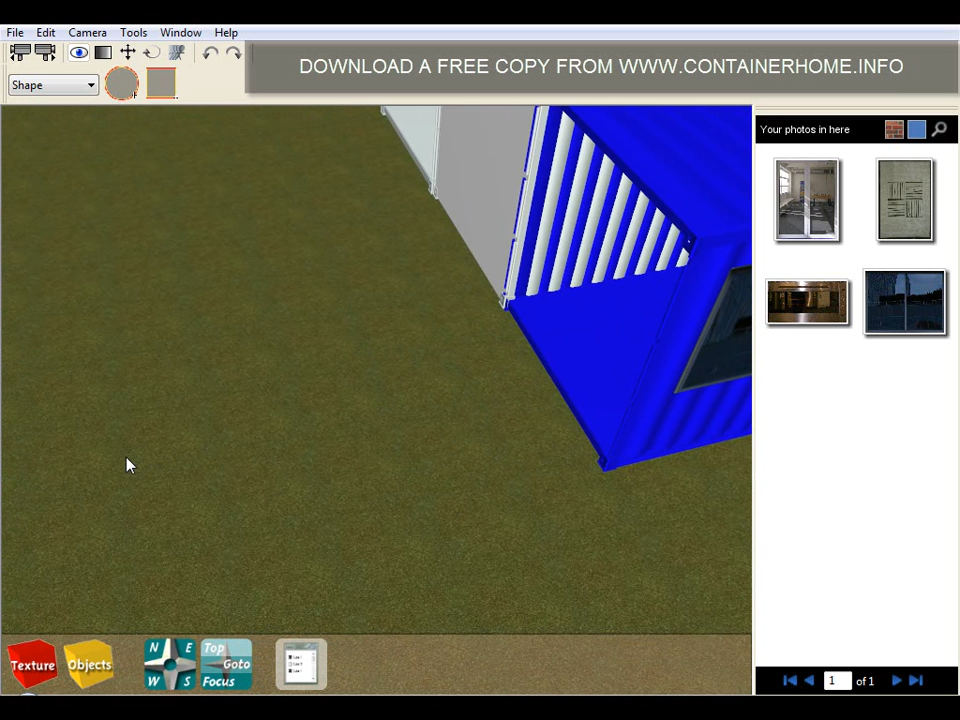 File Edit Camera Tools Window Help
DOWNLOAD A FREE COPY FROM WWW.CONTAINERHOME.INFO
Shape
Your photos in here
Texture
Objects
N E
W S
Top
Goto
Focus
1 of 1